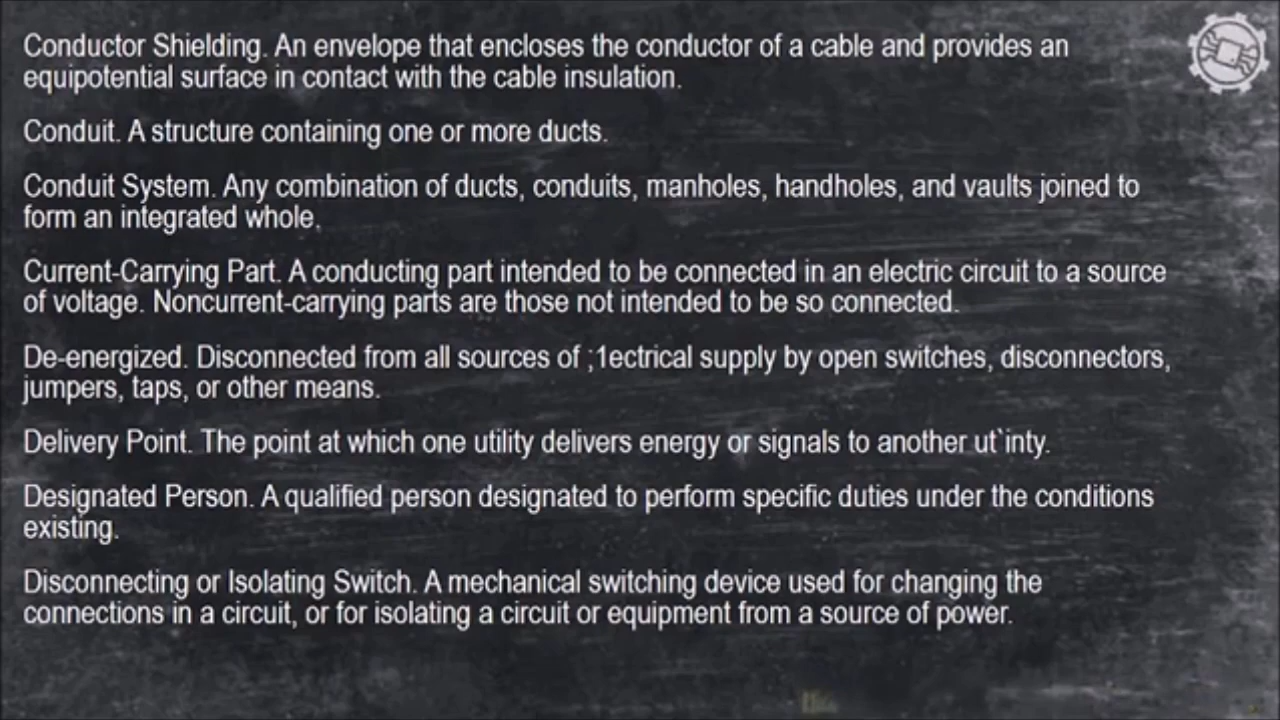 Conductor Shielding. An envelope that encloses the conductor of a cable and provides an
equipotential surface in contact with the cable insulation.
Conduit. A structure containing one or more ducts.
Conduit System. Any combination of ducts, conduits, manholes, handholes, and vaults joined to
form an integrated whole.
Current-Carrying Part. A conducting part intended to be connected in an electric circuit to a source
of voltage. Noncurrent-carrying parts are those not intended to be so connected.
De-energized. Disconnected from all sources of ;1ectrical supply by open switches, disconnectors,
jumpers, taps, or other means.
Delivery Point. The point at which one utility delivers energy or signals to another ut`inty.
Designated Person. A qualified person designated to perform specific duties under the conditions
existing.
Disconnecting or Isolating Switch. A mechanical switching device used for changing the
connections in a circuit, or for isolating a circuit or equipment from a source of power.